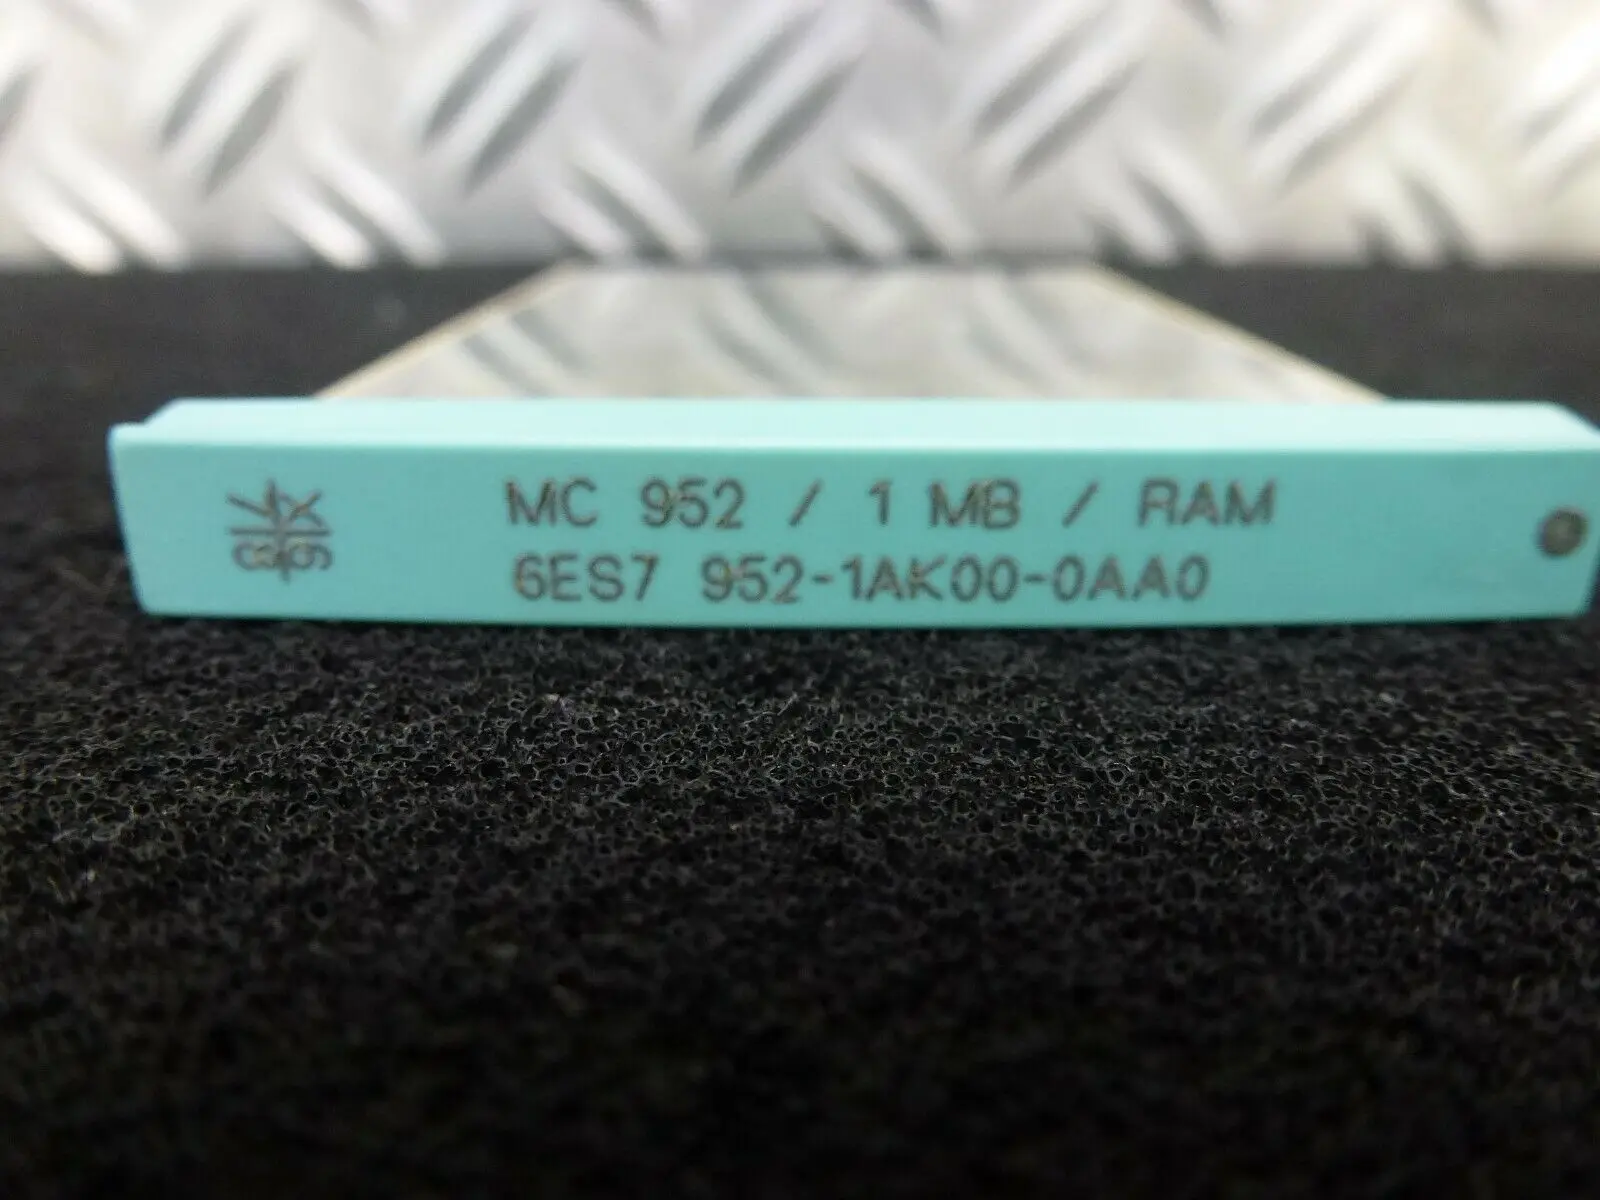 MC 952 / 1 MB / RAM
6ES7 952-1AK00-0AA0